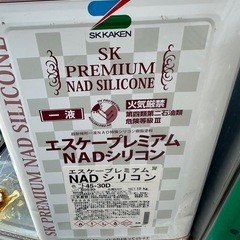 SK KAKEN
SK
PREMIUM
NAD SILICONE
一液
火気厳禁
第四類第二石油類
危険等級Ⅲ
エスケープレミアム
NADシリコン
エスケープレミアム
NADシリコン
45-30D
SK PREMIUM NAD SILICONE